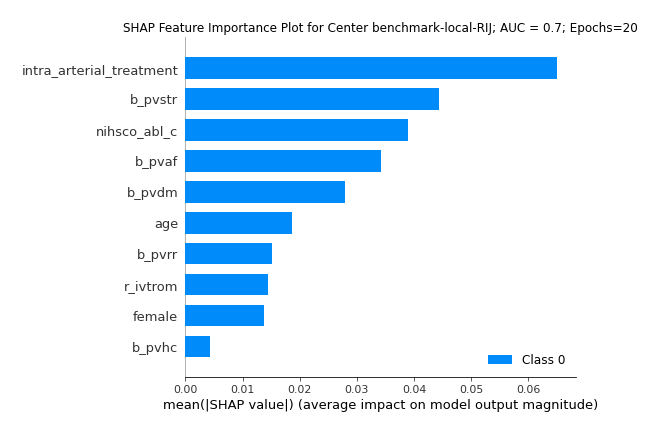 SHAP Feature Importance Plot for Center benchmark-local-RIJ; AUC = 0.7; Epochs=20
intra_arterial_treatment
b_pvstr
nihsco_abl_c
b_pvaf
b_pvdm
age
b_pvrr
r_ivtrom
female
b_pvhc
Class 0
0.00 0.01 0.02 0.03 0.04 0.05 0.06
mean(|SHAP value|) (average impact on model output magnitude)